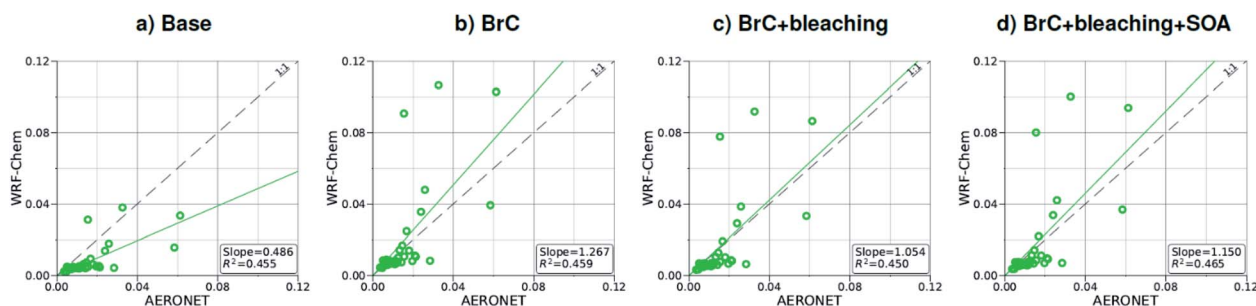 a) Base
b) BrC
c) BrC+bleaching
d) BrC+bleaching+SOA
0.12
0.08
0.04
0.00
WRF-Chem
1:1
Slope=0.486
R²=0.455
0.00
0.04
0.08
0.12
AERONET
0.12
0.08
0.04
0.00
WRF-Chem
1:1
Slope=1.267
R²=0.459
0.00
0.04
0.08
0.12
AERONET
0.12
0.08
0.04
0.00
WRF-Chem
1:1
Slope=1.054
R²=0.450
0.00
0.04
0.08
0.12
AERONET
0.12
0.08
0.04
0.00
WRF-Chem
1:1
Slope=1.150
R²=0.465
0.00
0.04
0.08
0.12
AERONET